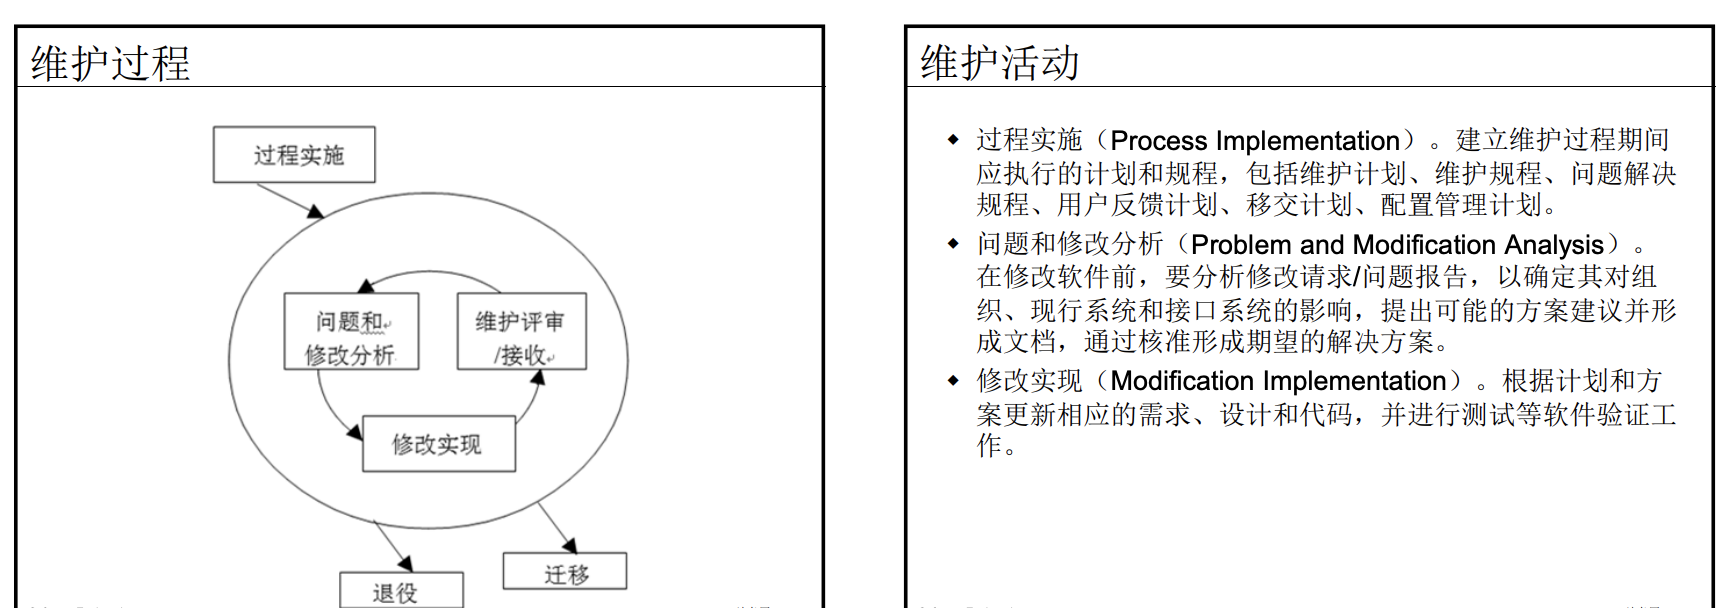 维护过程
过程实施
问题和
修改分析
维护评审
/接收
修改实现
退役
迁移
维护活动
过程实施（Process Implementation）。建立维护过程期间
应执行的计划和规程，包括维护计划、维护规程、问题解决
规程、用户反馈计划、移交计划、配置管理计划。
问题和修改分析（Problem and Modification Analysis）。
在修改软件前，要分析修改请求/问题报告，以确定其对组
织、现行系统和接口系统的影响，提出可能的方案建议并形
成文档，通过核准形成期望的解决方案。
修改实现（Modification Implementation）。根据计划和方
案更新相应的需求、设计和代码，并进行测试等软件验证工
作。